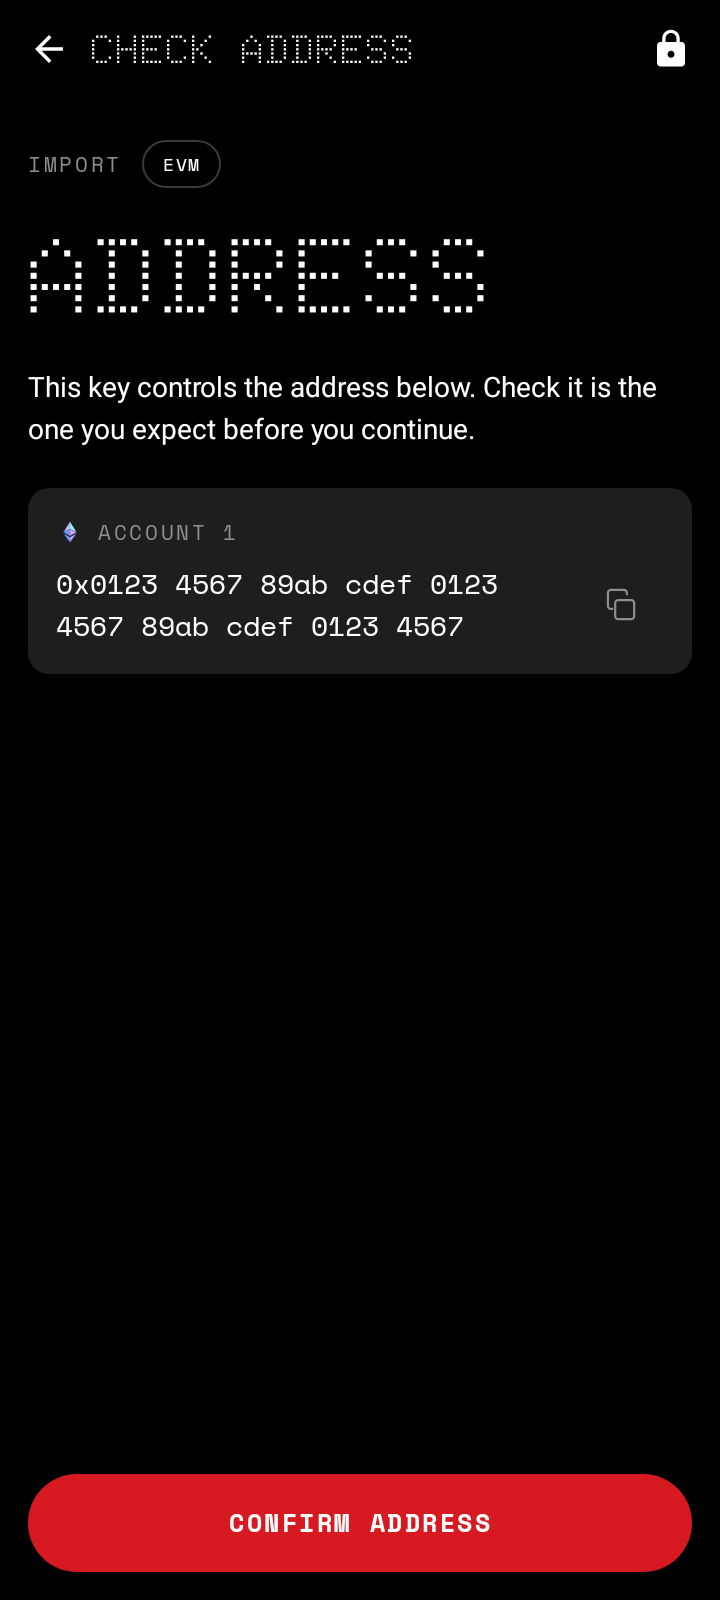 CHECK ADDRESS
IMPORT EVM
ADDRESS
This key controls the address below. Check it is the
one you expect before you continue.
ACCOUNT 1
0x0123 4567 89ab cdef 0123
4567 89ab cdef 0123 4567
CONFIRM ADDRESS